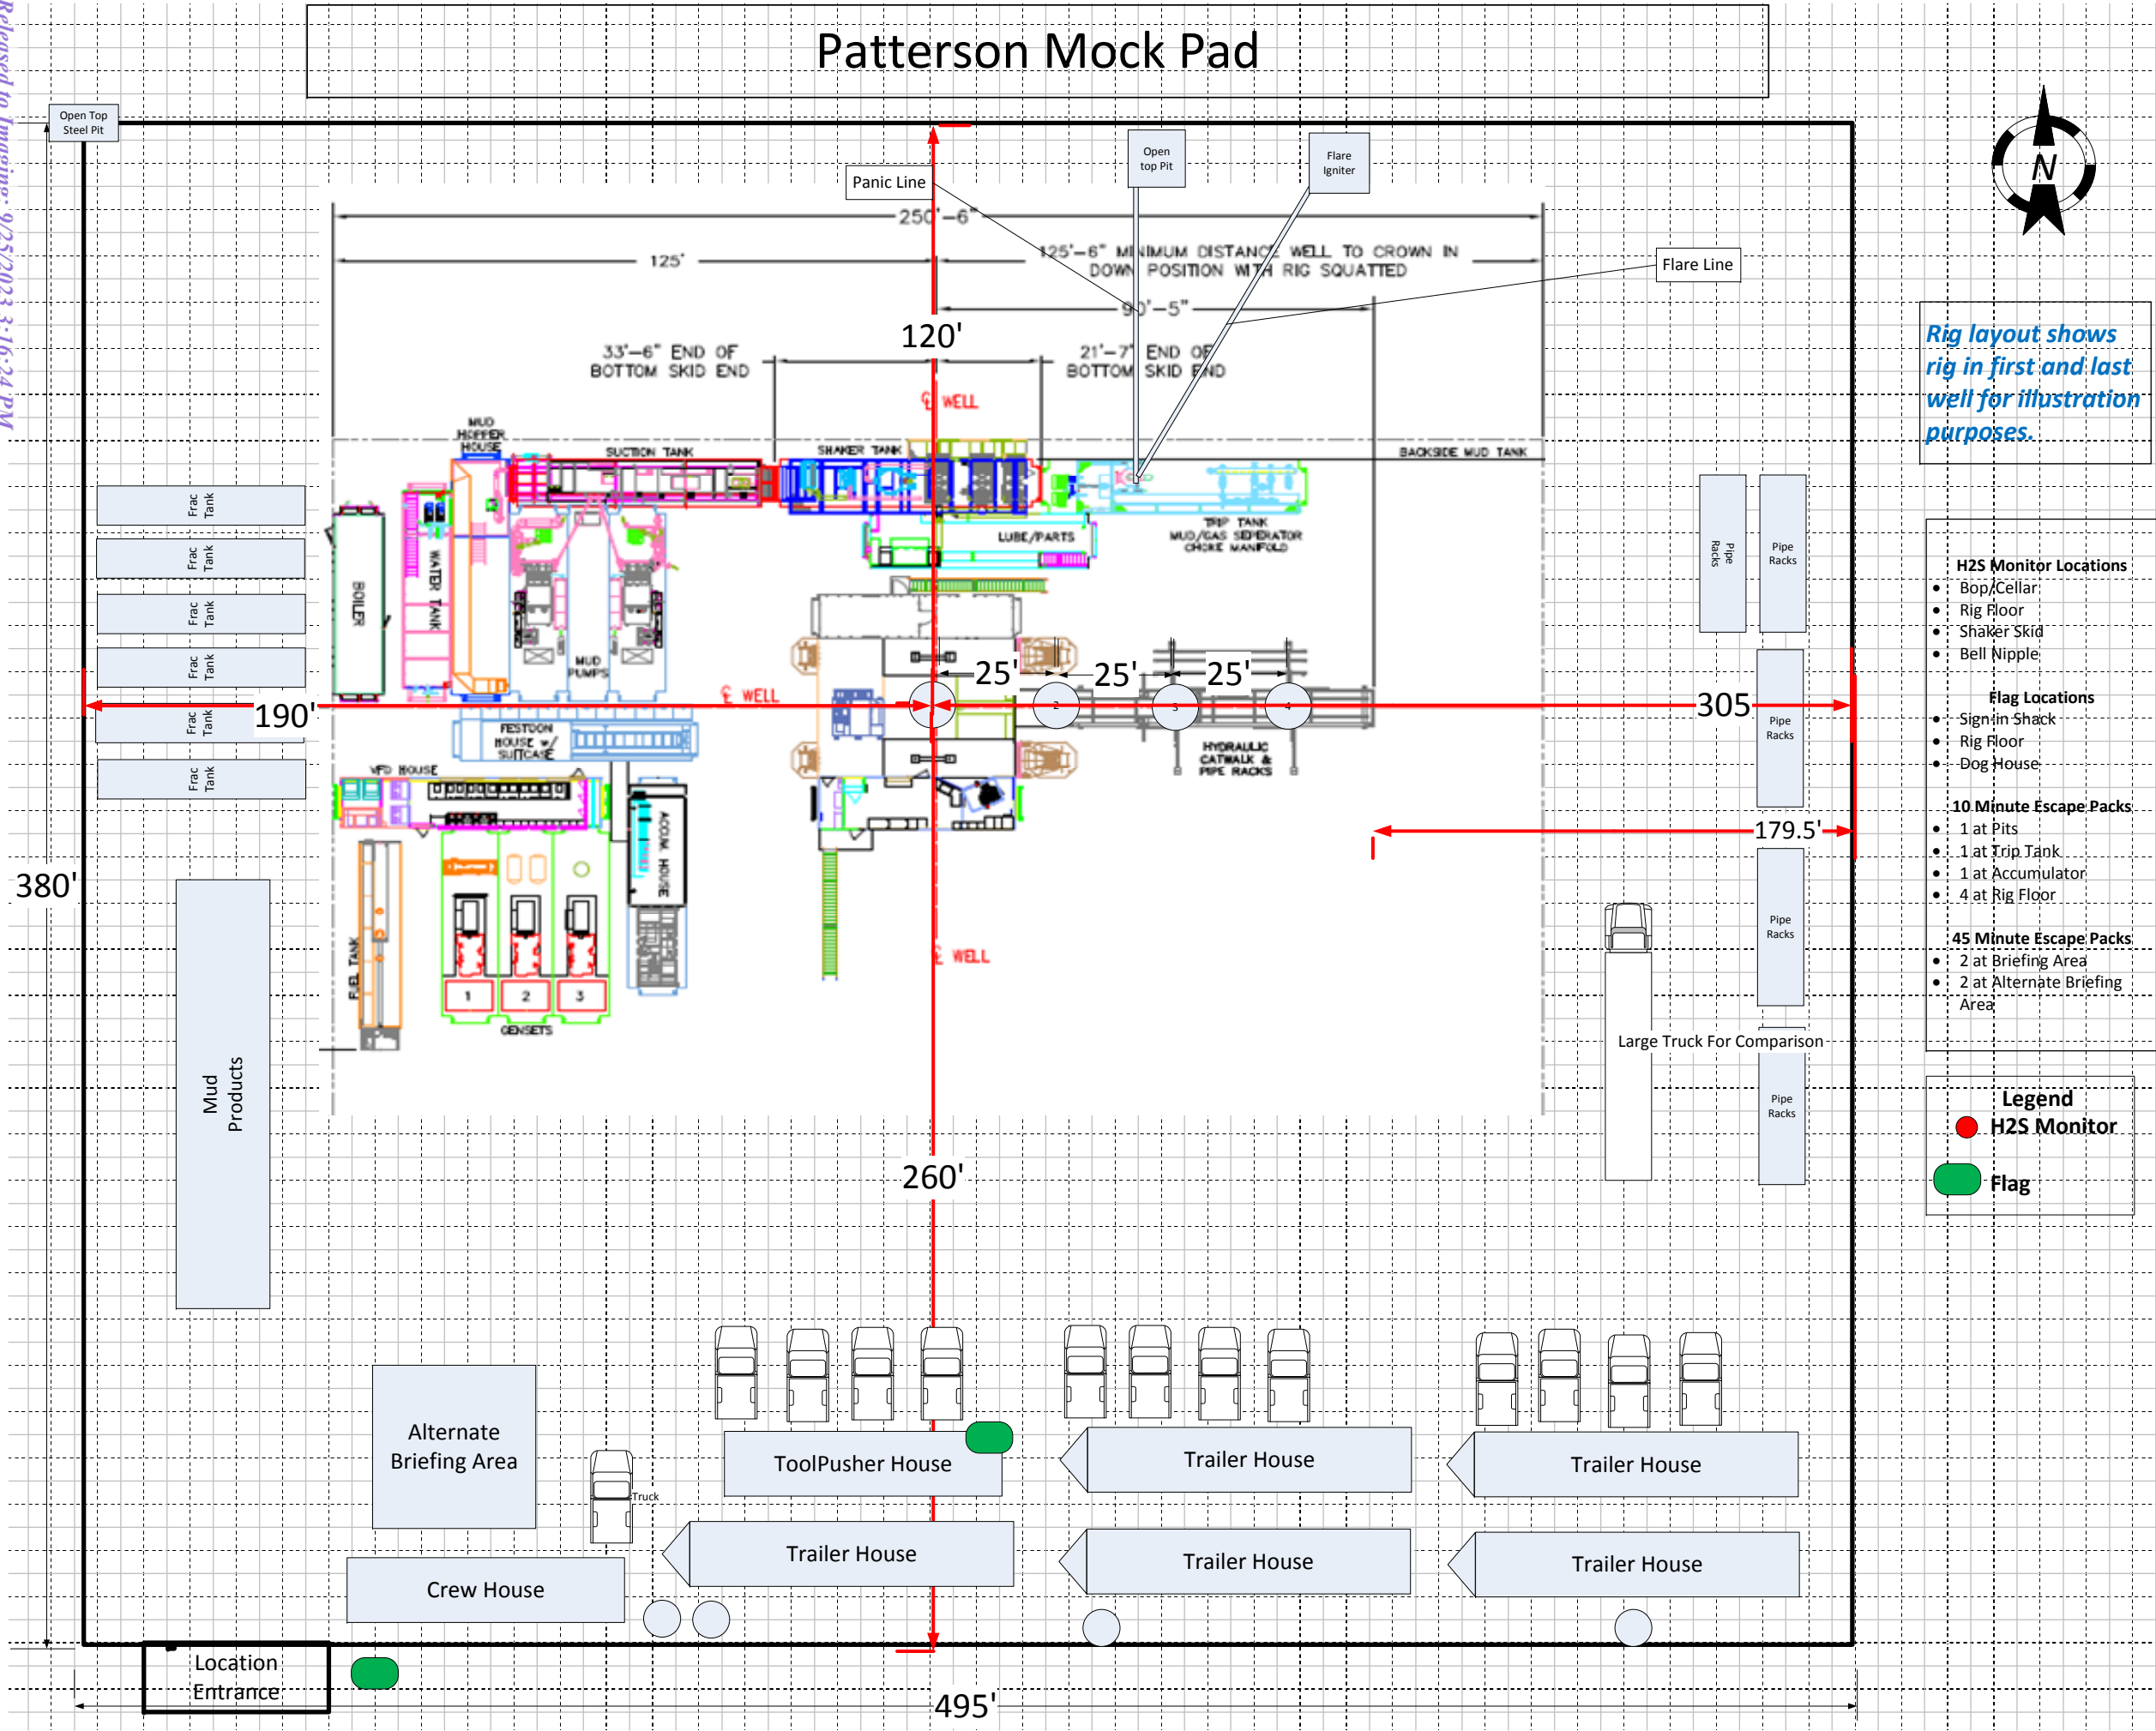 Released to Imaging: 9/25/2023 3:16:24 PM
Patterson Mock Pad
Open Top
Steel Pit
Panic Line
Open
top Pit
Flare
Igniter
N
250'-6"
125'
125'-6" MINIMUM DISTANCE WELL TO CROWN IN
DOWN POSITION WITH RIG SQUATTED
Flare Line
90'-5"
120'
33'-6" END OF
BOTTOM SKID END
21'-7" END OF
BOTTOM SKID END
Rig layout shows
rig in first and last
well for illustration
purposes.
℄ WELL
MUD
HOPPER
HOUSE
SUCTION TANK
SHAKER TANK
BACKSIDE MUD TANK
Frac
Tank
Frac
Tank
Frac
Tank
Frac
Tank
Frac
Tank
Frac
Tank
BOILER
WATER TANK
MUD
PUMPS
LUBE/PARTS
TRIP TANK
MUD/GAS SEPERATOR
CHOKE MANIFOLD
Pipe
Racks
Pipe
Racks
Pipe
Racks
Pipe
Racks
Pipe
Racks
H2S Monitor Locations
• Bop/Cellar
• Rig Floor
• Shaker Skid
• Bell Nipple
Flag Locations
• Sign in Shack
• Rig Floor
• Dog House
10 Minute Escape Packs
• 1 at Pits
• 1 at Trip Tank
• 1 at Accumulator
• 4 at Rig Floor
45 Minute Escape Packs
• 2 at Briefing Area
• 2 at Alternate Briefing
Area
25'
25'
25'
190'
℄ WELL
2
3
4
305
FESTOON
HOUSE w/
SUITCASE
HYDRAULIC
CATWALK &
PIPE RACKS
VFD HOUSE
179.5'
ACCUM. HOUSE
380'
FUEL TANK
℄ WELL
1
2
3
GENSETS
Large Truck For Comparison
Mud
Products
Legend
H2S Monitor
Flag
260'
Alternate
Briefing Area
Truck
ToolPusher House
Trailer House
Trailer House
Crew House
Trailer House
Trailer House
Trailer House
Location
Entrance
495'